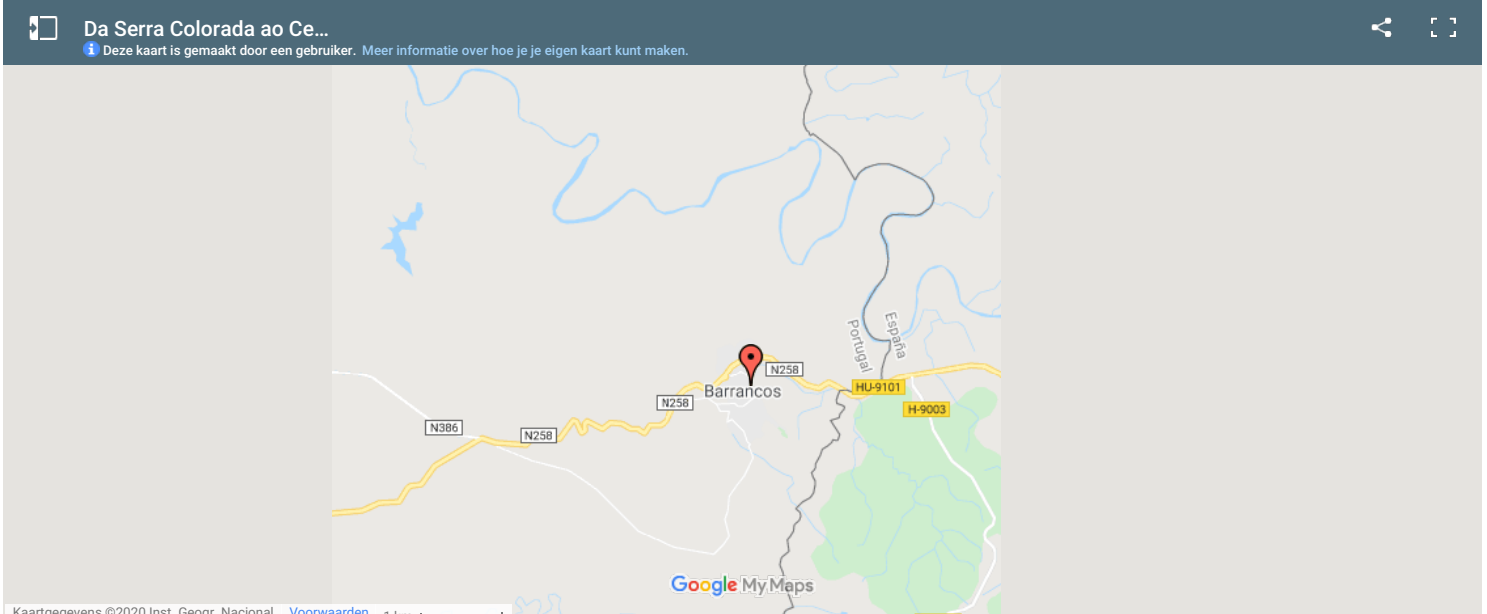 Da Serra Colorada ao Ce...
Deze kaart is gemaakt door een gebruiker. Meer informatie over hoe je je eigen kaart kunt maken.
España
Portugal
N258
Barrancos
HU-9101
N258
H-9003
N386
N258
Google My Maps
Kaartgegevens ©2020 Inst. Geogr. Nacional Voorwaarden